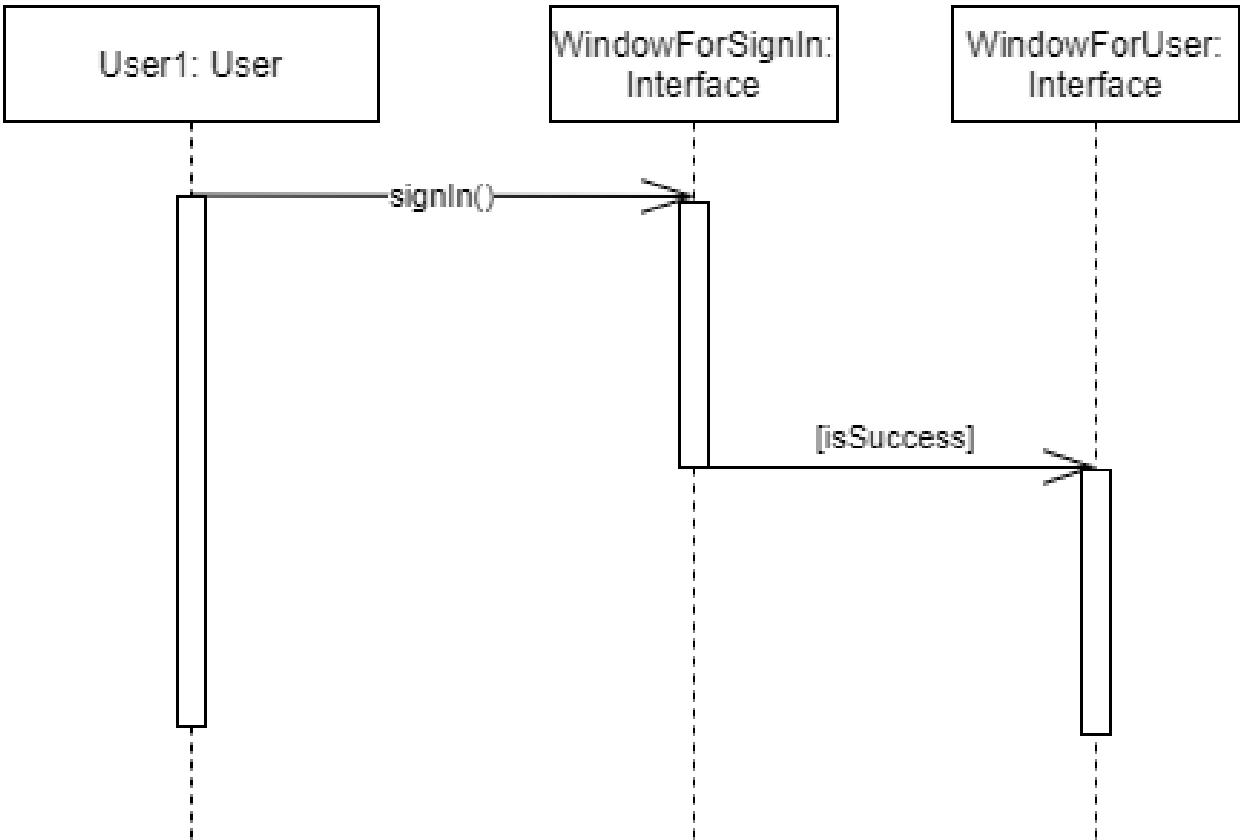 User1: User
WindowForSignIn:
Interface
WindowForUser:
Interface
signIn()
[isSuccess]